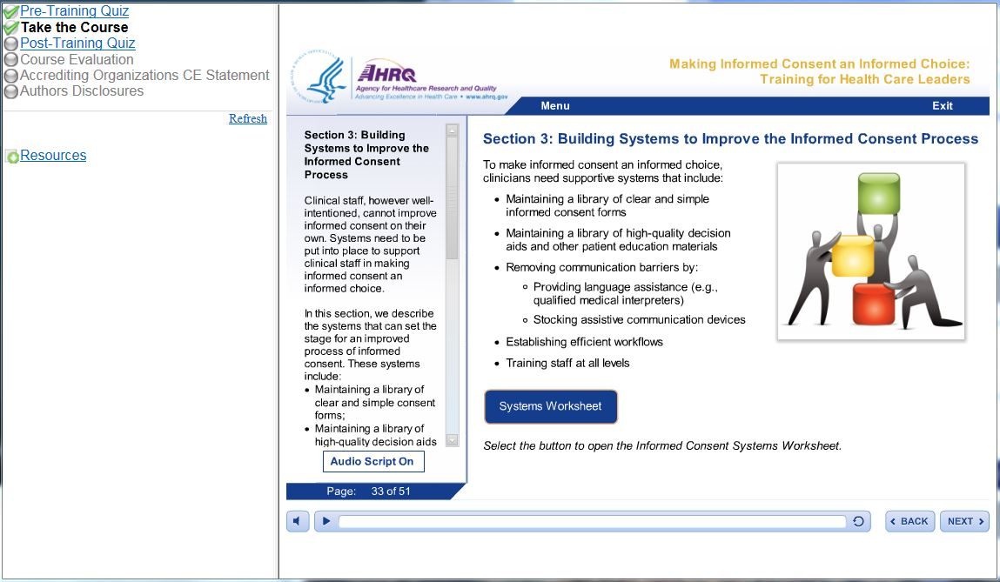 Pre-Training Quiz
Take the Course
Post-Training Quiz
Course Evaluation
Accrediting Organizations CE Statement
Authors Disclosures
Refresh
Resources
AHRQ
Agency for Healthcare Research and Quality
Advancing Excellence in Health Care • www.ahrq.gov
Making Informed Consent an Informed Choice:
Training for Health Care Leaders
Menu
Exit
Section 3: Building
Systems to Improve the
Informed Consent
Process
Clinical staff, however well-
intentioned, cannot improve
informed consent on their
own. Systems need to be
put into place to support
clinical staff in making
informed consent an
informed choice.
In this section, we describe
the systems that can set the
stage for an improved
process of informed
consent. These systems
include:
• Maintaining a library of
clear and simple consent
forms;
• Maintaining a library of
high-quality decision aids
Audio Script On
Page: 33 of 51
Section 3: Building Systems to Improve the Informed Consent Process
To make informed consent an informed choice,
clinicians need supportive systems that include:
• Maintaining a library of clear and simple
informed consent forms
• Maintaining a library of high-quality decision
aids and other patient education materials
• Removing communication barriers by:
○ Providing language assistance (e.g.,
qualified medical interpreters)
○ Stocking assistive communication devices
• Establishing efficient workflows
• Training staff at all levels
Systems Worksheet
Select the button to open the Informed Consent Systems Worksheet.
BACK
NEXT